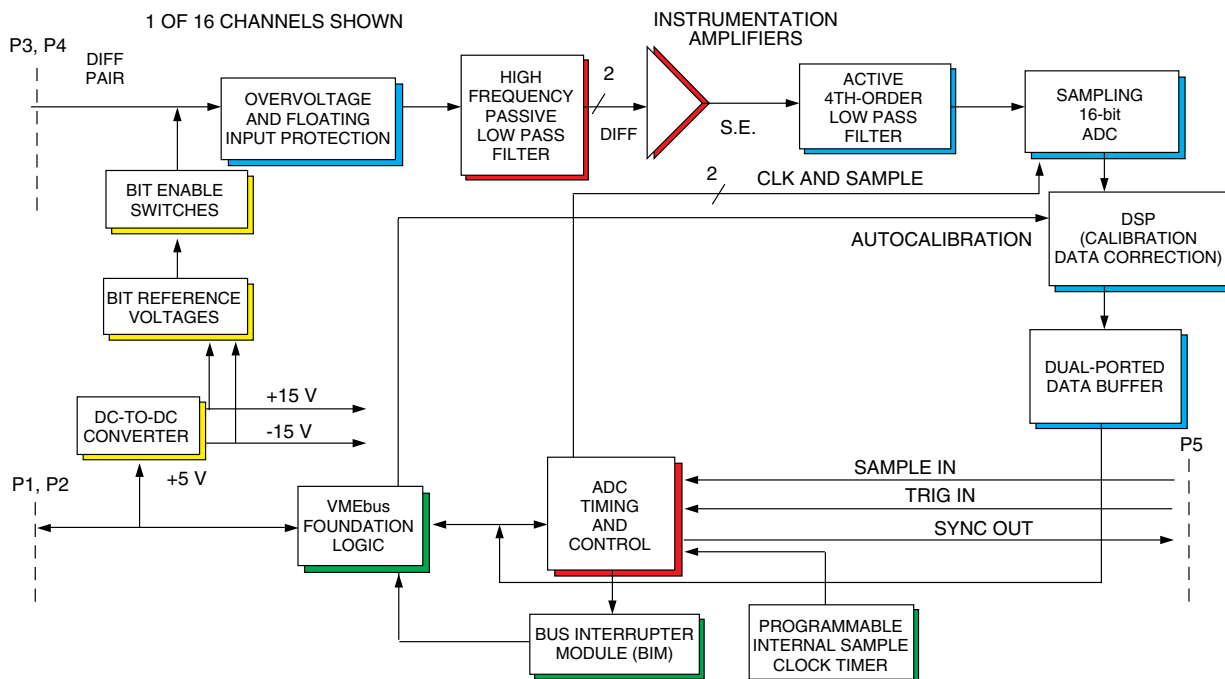 1 OF 16 CHANNELS SHOWN
INSTRUMENTATION
AMPLIFIERS
P3, P4
DIFF
PAIR
OVERVOLTAGE
AND FLOATING
INPUT PROTECTION
HIGH
FREQUENCY
PASSIVE
LOW PASS
FILTER
2
DIFF
S.E.
ACTIVE
4TH-ORDER
LOW PASS
FILTER
SAMPLING
16-bit
ADC
BIT ENABLE
SWITCHES
2
CLK AND SAMPLE
AUTOCALIBRATION
DSP
(CALIBRATION
DATA CORRECTION)
BIT REFERENCE
VOLTAGES
DUAL-PORTED
DATA BUFFER
DC-TO-DC
CONVERTER
+15 V
-15 V
+5 V
P1, P2
VMEbus
FOUNDATION
LOGIC
ADC
TIMING
AND
CONTROL
SAMPLE IN
TRIG IN
SYNC OUT
P5
BUS INTERRUPTER
MODULE (BIM)
PROGRAMMABLE
INTERNAL SAMPLE
CLOCK TIMER